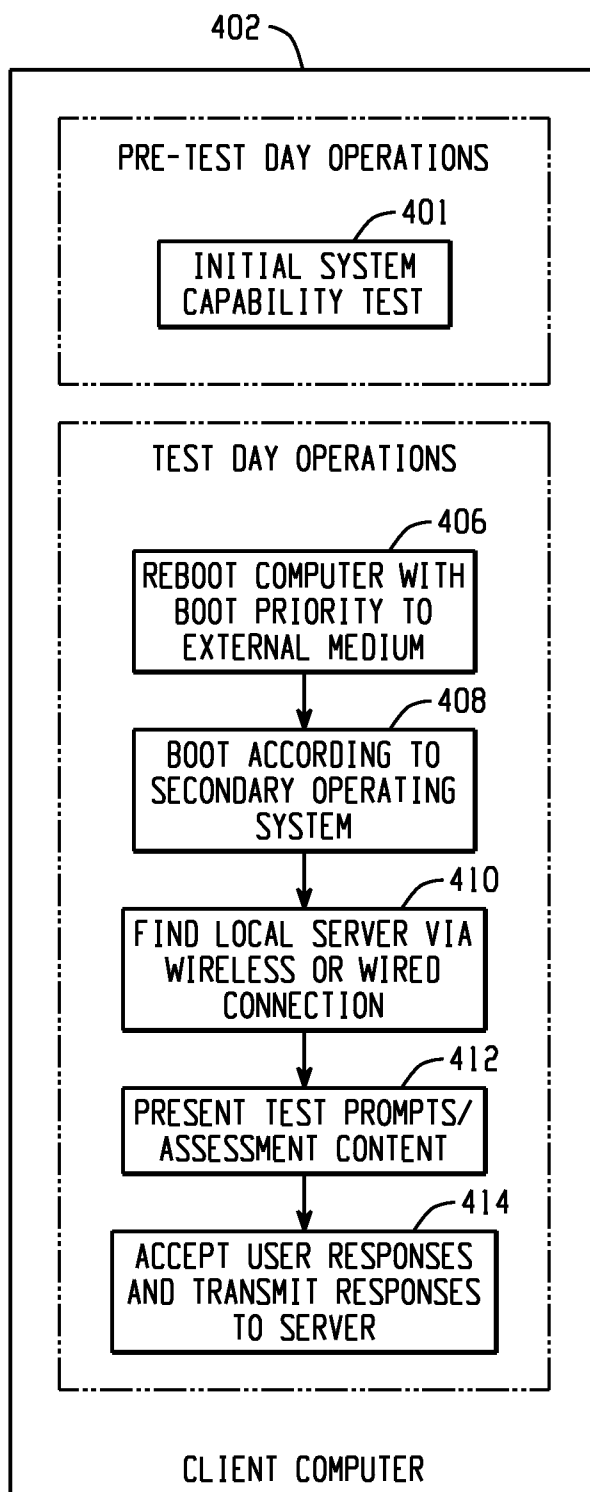 402
PRE-TEST DAY OPERATIONS
401
INITIAL SYSTEM
CAPABILITY TEST
TEST DAY OPERATIONS
406
REBOOT COMPUTER WITH
BOOT PRIORITY TO
EXTERNAL MEDIUM
408
BOOT ACCORDING TO
SECONDARY OPERATING
SYSTEM
410
FIND LOCAL SERVER VIA
WIRELESS OR WIRED
CONNECTION
412
PRESENT TEST PROMPTS/
ASSESSMENT CONTENT
414
ACCEPT USER RESPONSES
AND TRANSMIT RESPONSES
TO SERVER
CLIENT COMPUTER